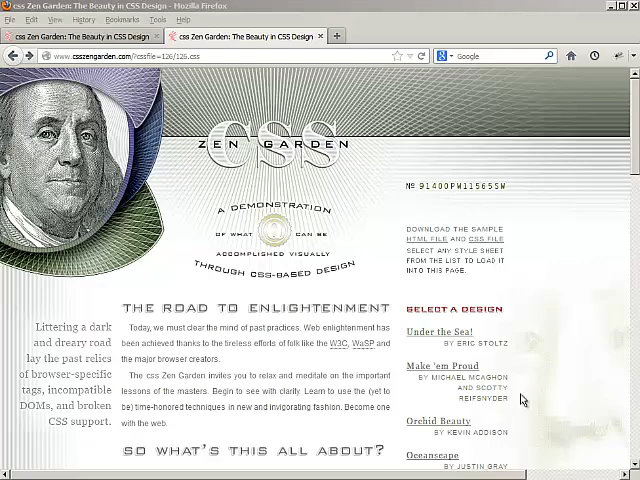 css Zen Garden: The Beauty in CSS Design - Mozilla Firefox
File Edit View History Bookmarks Tools Help
css Zen Garden: The Beauty in CSS Design × css Zen Garden: The Beauty in CSS Design ×
www.csszengarden.com/?cssfile=126/126.css Google
CSS
ZEN GARDEN
№ 91400PW11565SW
A DEMONSTRATION
OF WHAT CAN BE
ACCOMPLISHED VISUALLY
THROUGH CSS-BASED DESIGN
DOWNLOAD THE SAMPLE
HTML FILE AND CSS FILE
SELECT ANY STYLE SHEET
FROM THE LIST TO LOAD IT
INTO THIS PAGE.
THE ROAD TO ENLIGHTENMENT
Littering a dark
and dreary road
lay the past relics
of browser-specific
tags, incompatible
DOMs, and broken
CSS support.
Today, we must clear the mind of past practices. Web enlightenment has
been achieved thanks to the tireless efforts of folk like the W3C, WaSP and
the major browser creators.
The css Zen Garden invites you to relax and meditate on the important
lessons of the masters. Begin to see with clarity. Learn to use the (yet to
be) time-honored techniques in new and invigorating fashion. Become one
with the web.
SO WHAT'S THIS ALL ABOUT?
SELECT A DESIGN
Under the Sea!
BY ERIC STOLTZ
Make 'em Proud
BY MICHAEL MCAGHON
AND SCOTTY
REIFSNYDER
Orchid Beauty
BY KEVIN ADDISON
Oceanscape
BY JUSTIN GRAY